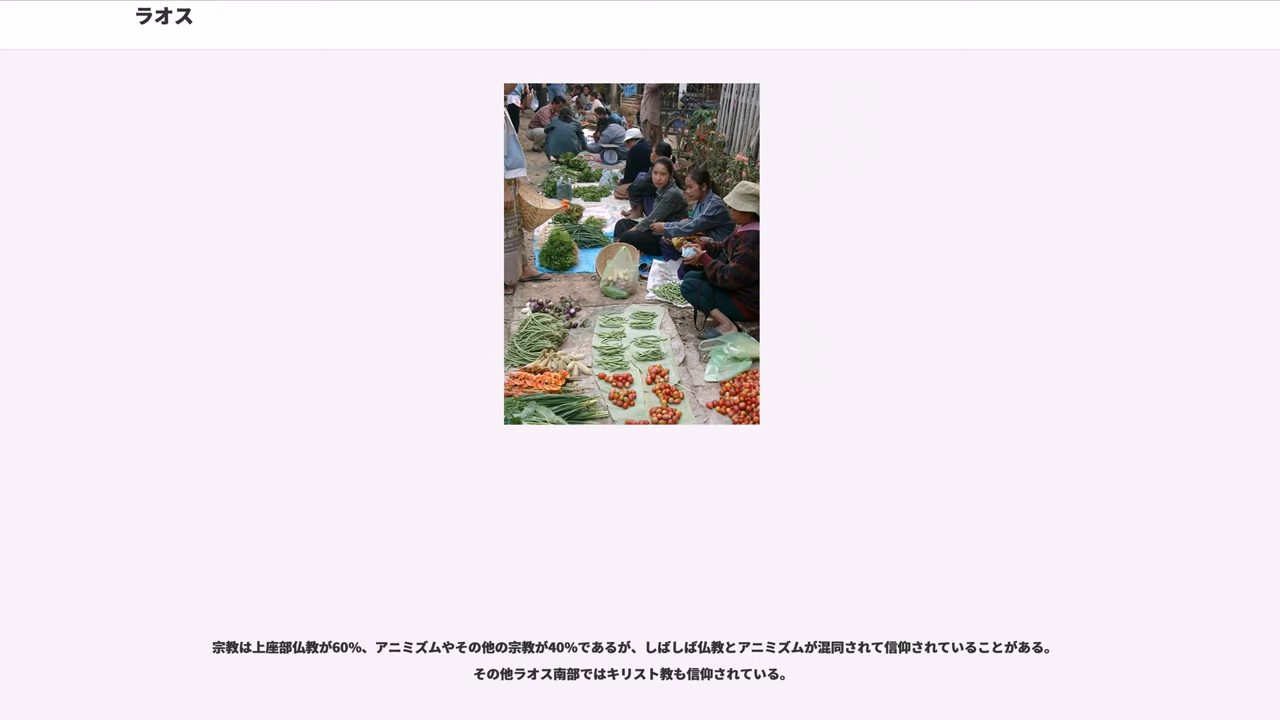 ラオス
宗教は上座部仏教が60%、アニミズムやその他の宗教が40%であるが、しばしば仏教とアニミズムが混同されて信仰されていることがある。
その他ラオス南部ではキリスト教も信仰されている。